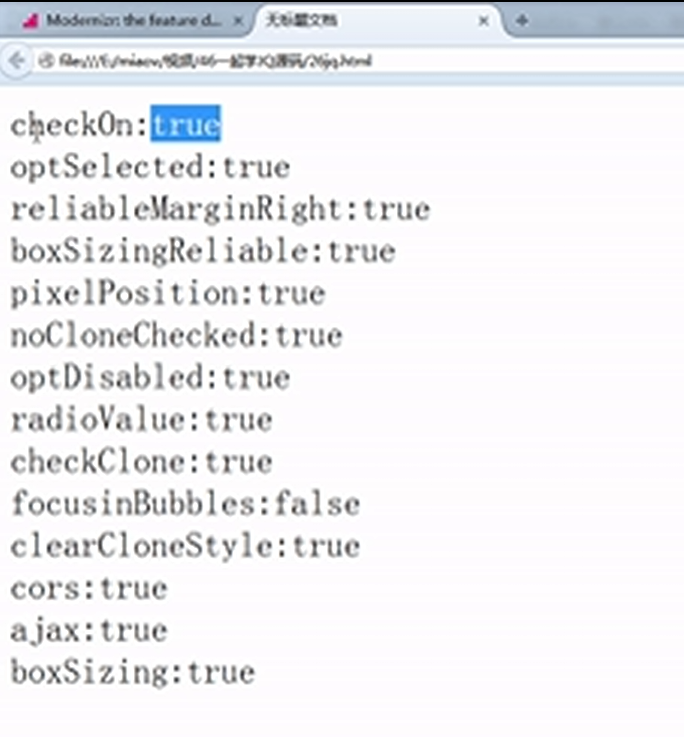 Modernizr: the feature d...
无标题文档
file:///E:/miaov/视频/46一起学JQ源码/26jq.html
checkOn:true
optSelected:true
reliableMarginRight:true
boxSizingReliable:true
pixelPosition:true
noCloneChecked:true
optDisabled:true
radioValue:true
checkClone:true
focusinBubbles:false
clearCloneStyle:true
cors:true
ajax:true
boxSizing:true